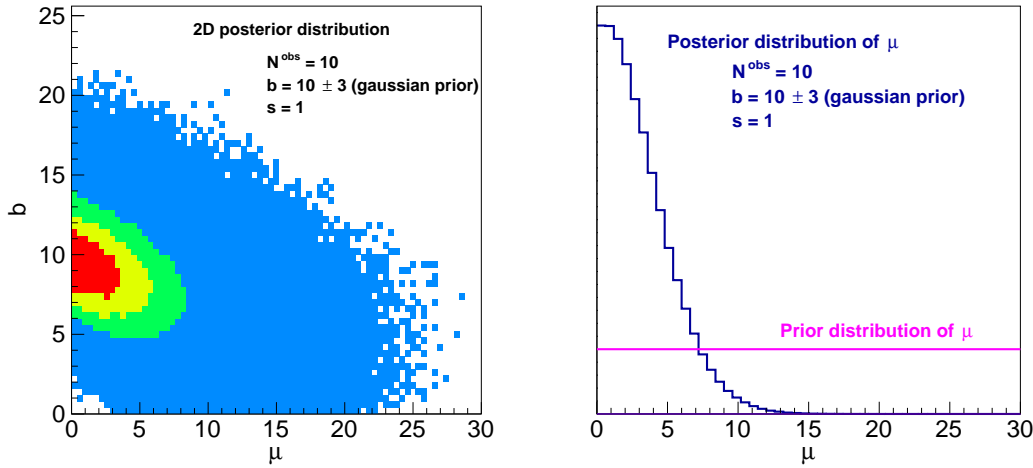 2D posterior distribution
N^obs = 10
b = 10 ± 3 (gaussian prior)
s = 1
25
20
15
10
5
0
b
0 5 10 15 20 25 30
μ
Posterior distribution of μ
N^obs = 10
b = 10 ± 3 (gaussian prior)
s = 1
Prior distribution of μ
0 5 10 15 20 25 30
μ